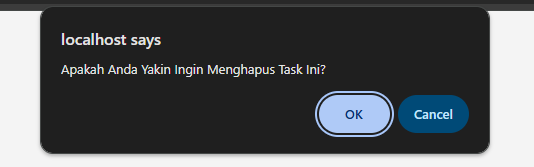 localhost says
Apakah Anda Yakin Ingin Menghapus Task Ini?
OK
Cancel